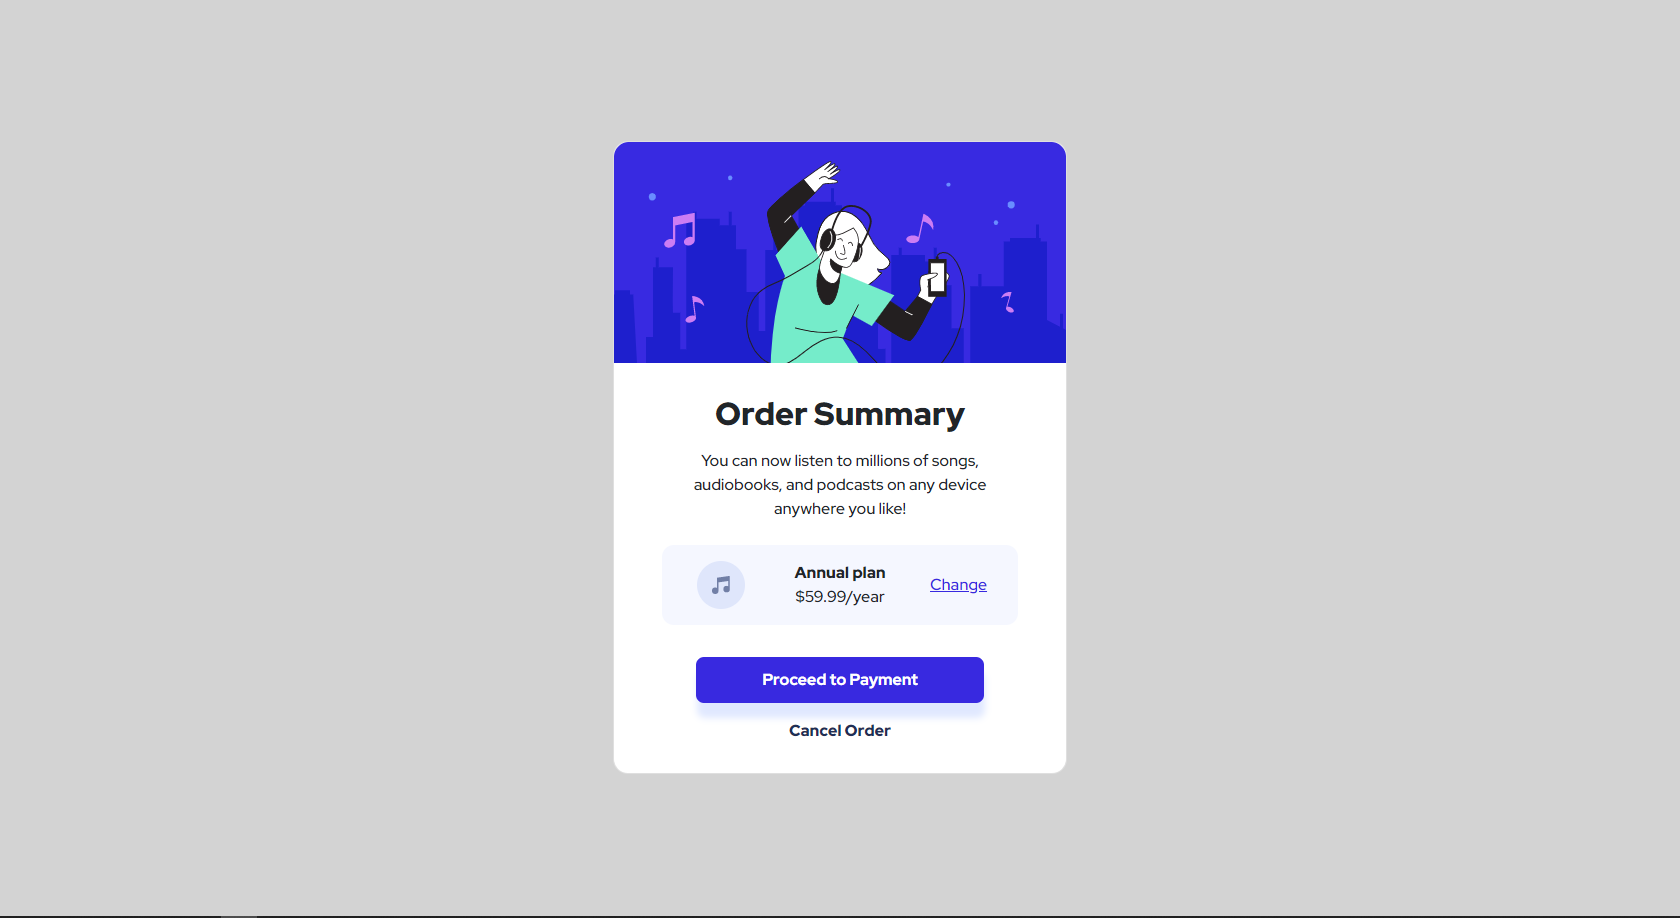 Order Summary
You can now listen to millions of songs,
audiobooks, and podcasts on any device
anywhere you like!
Annual plan
$59.99/year
Change
Proceed to Payment
Cancel Order